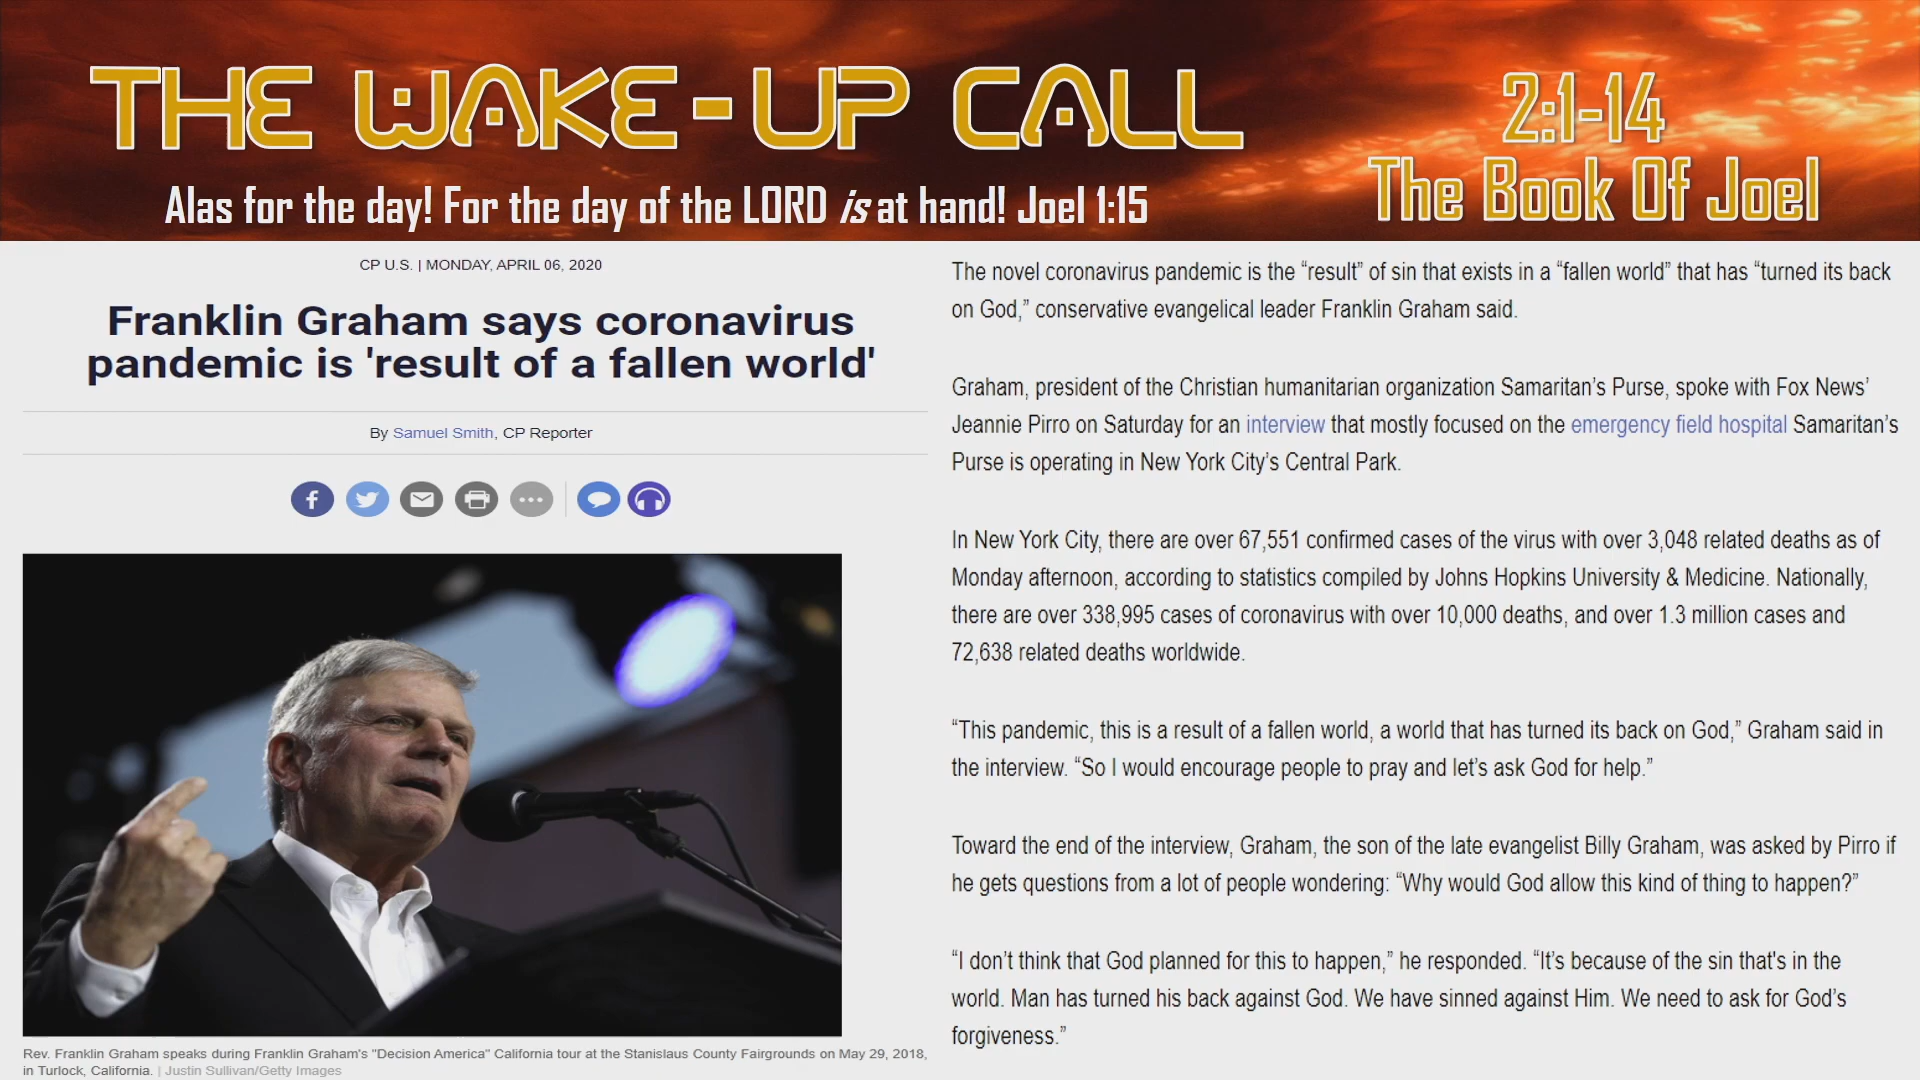 THE WAKE-UP CALL
Alas for the day! For the day of the LORD is at hand! Joel 1:15
2:1-14
The Book Of Joel
CP U.S. | MONDAY, APRIL 06, 2020
Franklin Graham says coronavirus
pandemic is 'result of a fallen world'
By Samuel Smith, CP Reporter
Rev. Franklin Graham speaks during Franklin Graham's "Decision America" California tour at the Stanislaus County Fairgrounds on May 29, 2018,
in Turlock, California. | Justin Sullivan/Getty Images
The novel coronavirus pandemic is the “result” of sin that exists in a “fallen world” that has “turned its back
on God,” conservative evangelical leader Franklin Graham said.
Graham, president of the Christian humanitarian organization Samaritan’s Purse, spoke with Fox News’
Jeannie Pirro on Saturday for an interview that mostly focused on the emergency field hospital Samaritan’s
Purse is operating in New York City’s Central Park.
In New York City, there are over 67,551 confirmed cases of the virus with over 3,048 related deaths as of
Monday afternoon, according to statistics compiled by Johns Hopkins University & Medicine. Nationally,
there are over 338,995 cases of coronavirus with over 10,000 deaths, and over 1.3 million cases and
72,638 related deaths worldwide.
“This pandemic, this is a result of a fallen world, a world that has turned its back on God,” Graham said in
the interview. “So I would encourage people to pray and let’s ask God for help.”
Toward the end of the interview, Graham, the son of the late evangelist Billy Graham, was asked by Pirro if
he gets questions from a lot of people wondering: “Why would God allow this kind of thing to happen?”
“I don’t think that God planned for this to happen,” he responded. “It’s because of the sin that's in the
world. Man has turned his back against God. We have sinned against Him. We need to ask for God’s
forgiveness.”